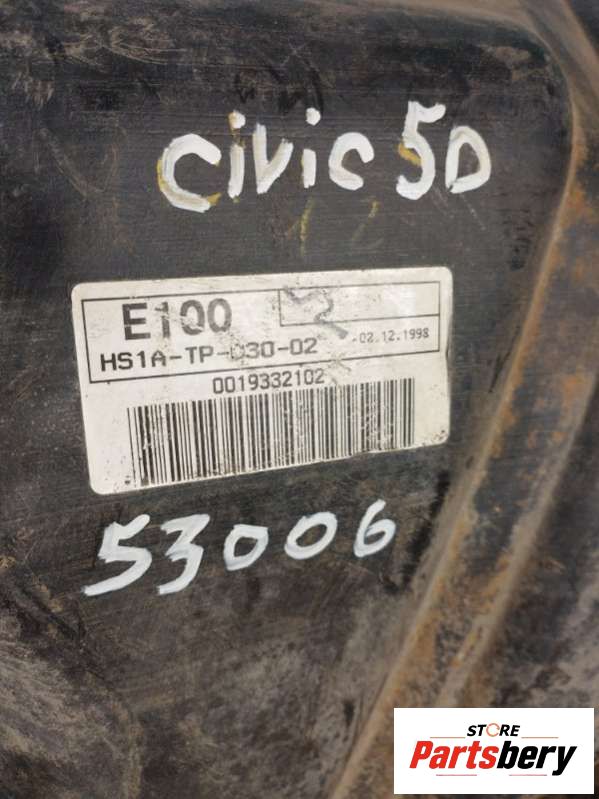 civic 5D
E100
HS1A-TP-030-02
02.12.1998
0019332102
53006
STORE
Partsbery